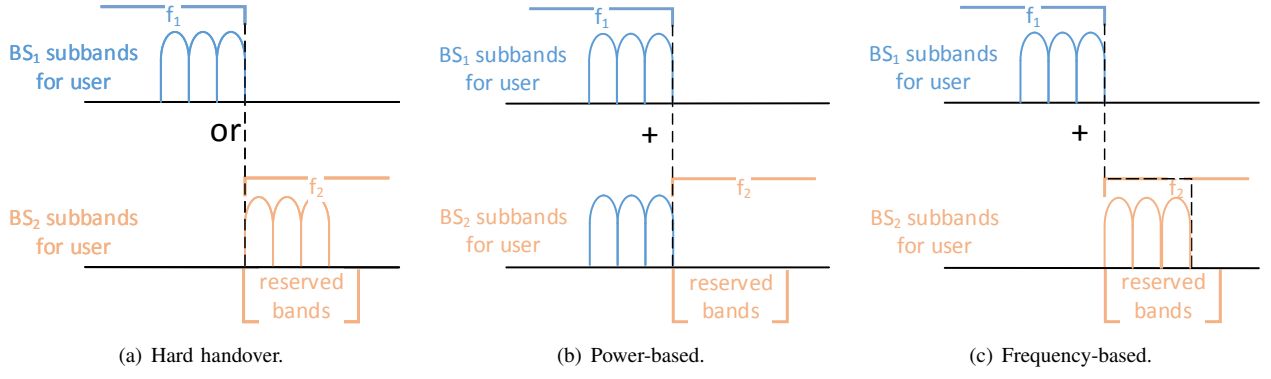 f1
BS1 subbands
for user
or
f2
BS2 subbands
for user
reserved
bands
(a) Hard handover.
f1
BS1 subbands
for user
+
f2
BS2 subbands
for user
reserved
bands
(b) Power-based.
f1
BS1 subbands
for user
+
f2
BS2 subbands
for user
reserved
bands
(c) Frequency-based.